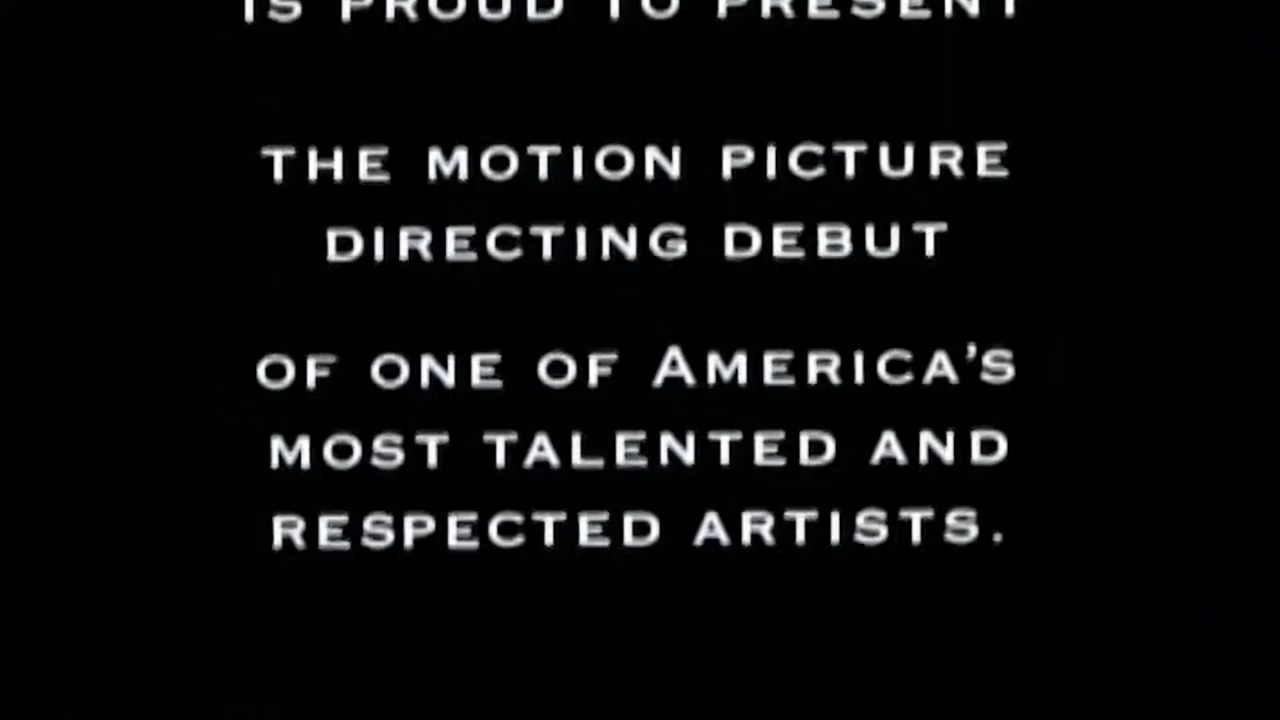 IS PROUD TO PRESENT
THE MOTION PICTURE
DIRECTING DEBUT
OF ONE OF AMERICA'S
MOST TALENTED AND
RESPECTED ARTISTS.